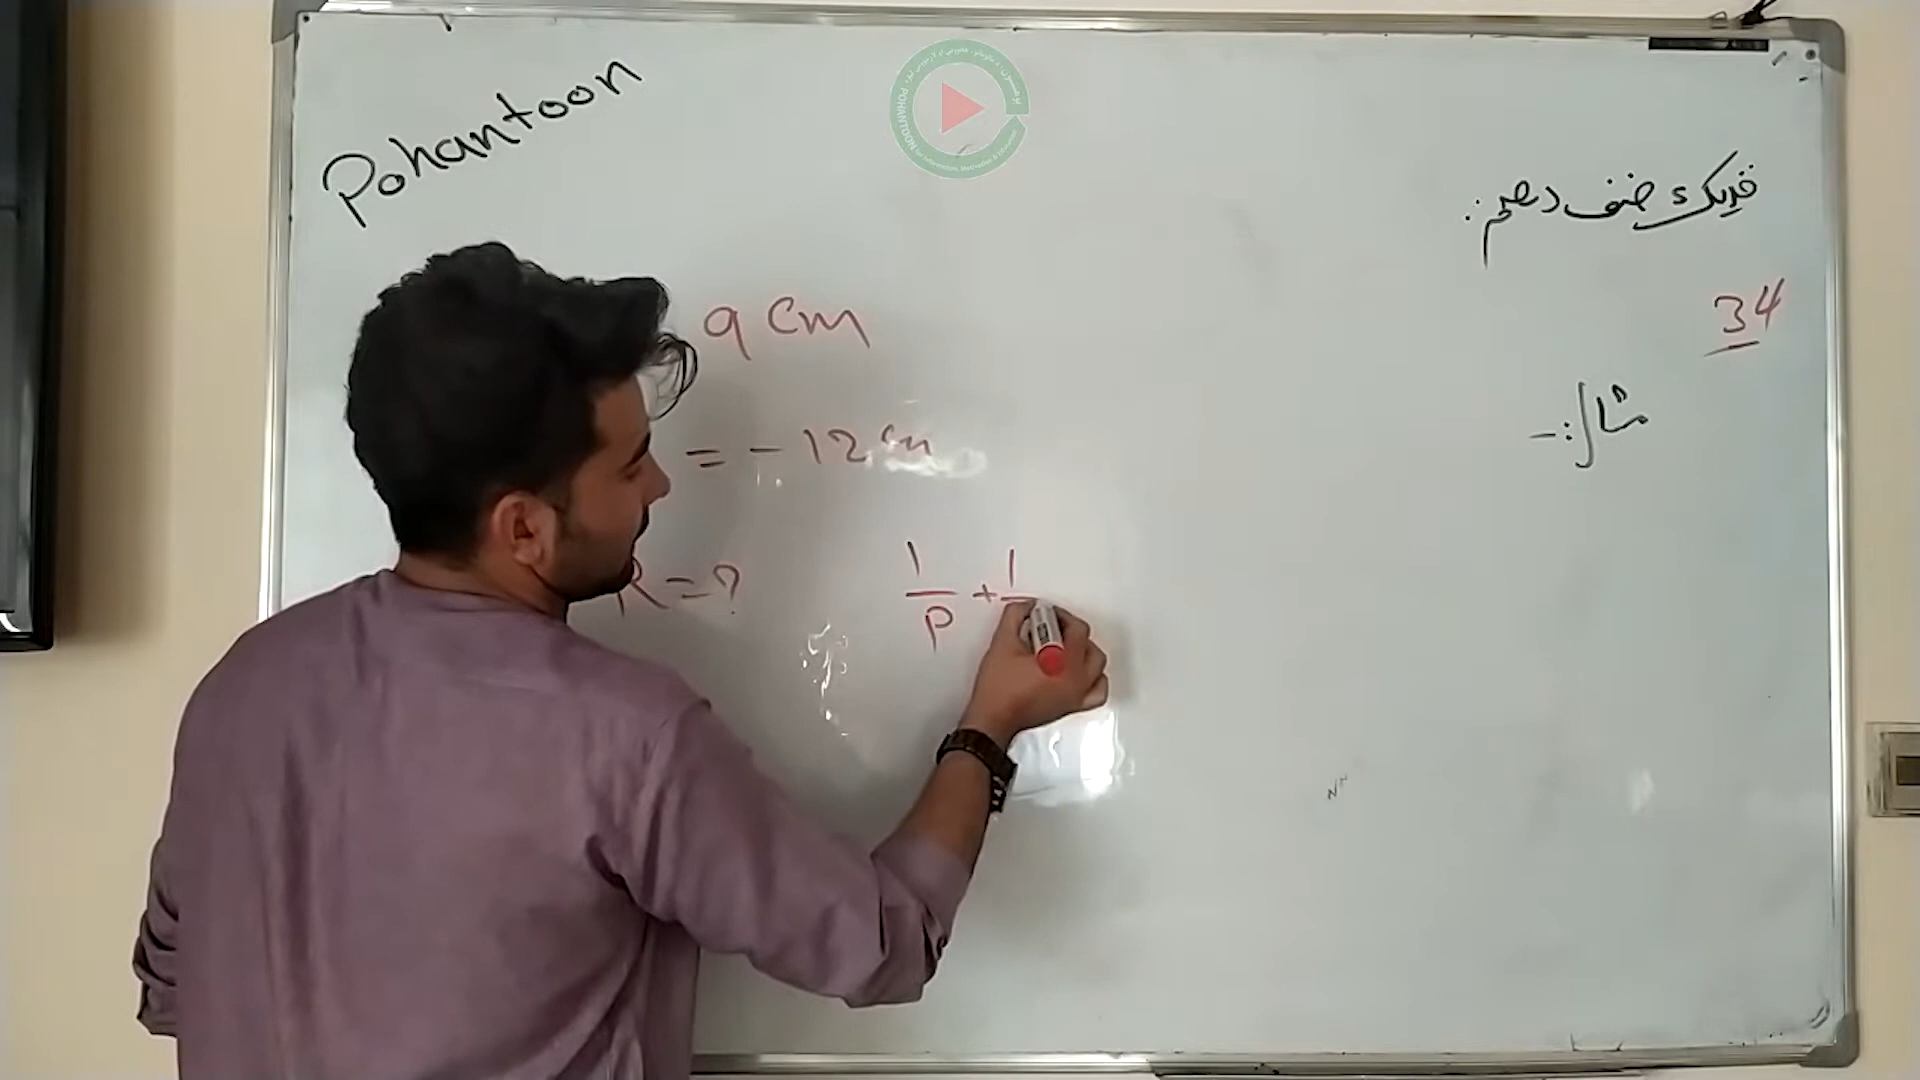 Pohantoon
فزیک صنف دهم:
34
مثال:-
9 cm
= - 12 cm
R = ?
1/P + 1